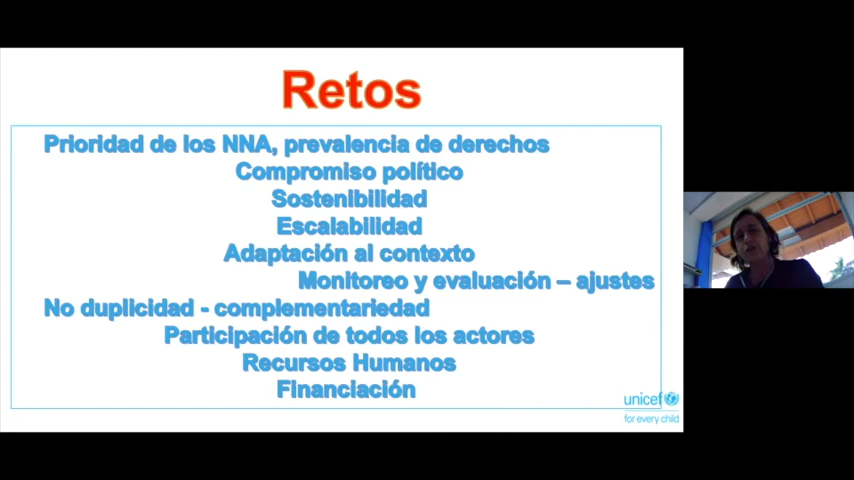 Retos
Prioridad de los NNA, prevalencia de derechos
Compromiso político
Sostenibilidad
Escalabilidad
Adaptación al contexto
Monitoreo y evaluación – ajustes
No duplicidad - complementariedad
Participación de todos los actores
Recursos Humanos
Financiación
unicef
for every child